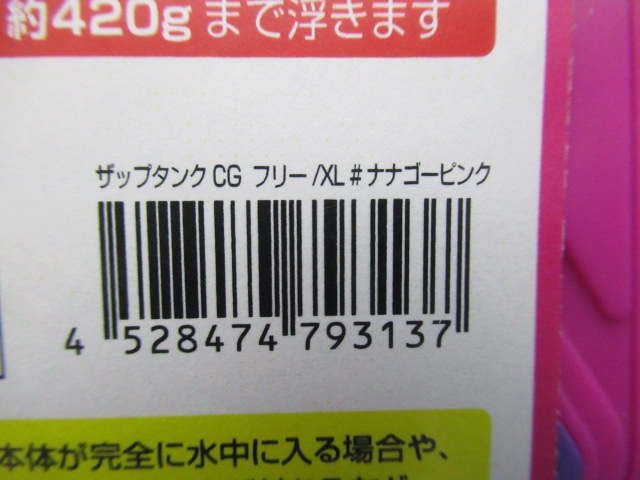 約420gまで浮きます
ザップタンク CG フリー /XL # ナナゴーピンク
4 528474 793137
本体が完全に水中に入る場合や、